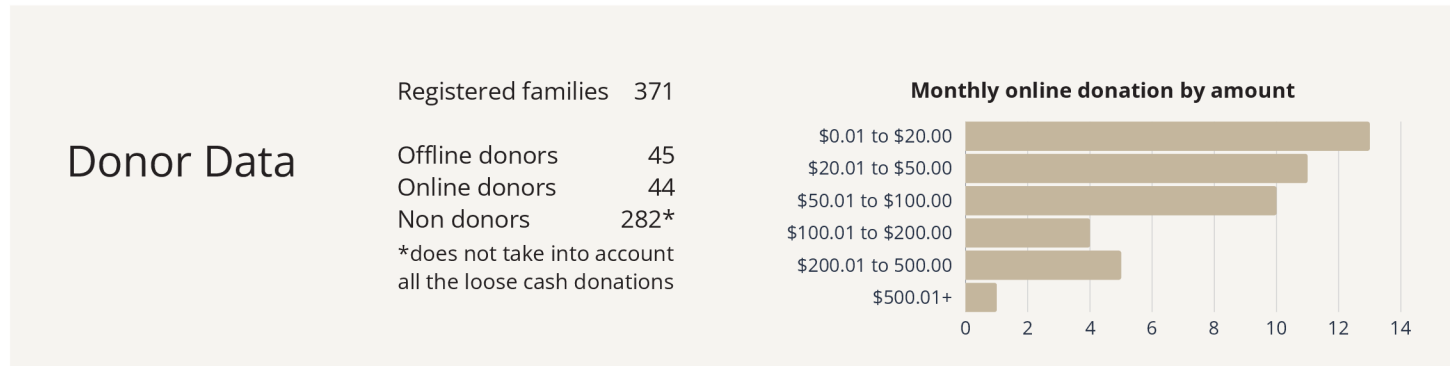 Donor Data
Registered families 371
Offline donors 45
Online donors 44
Non donors 282*
*does not take into account
all the loose cash donations
Monthly online donation by amount
$0.01 to $20.00
$20.01 to $50.00
$50.01 to $100.00
$100.01 to $200.00
$200.01 to 500.00
$500.01+
0 2 4 6 8 10 12 14